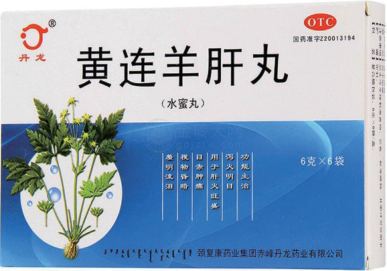 ®
丹龙
OTC
国药准字Z20013194
黄连羊肝丸
(水蜜丸)
6克×6袋
功能主治
泻火明目
用于肝火旺盛
目赤肿痛
视物昏暗
羞明流泪
颈复康药业集团赤峰丹龙药业有限公司